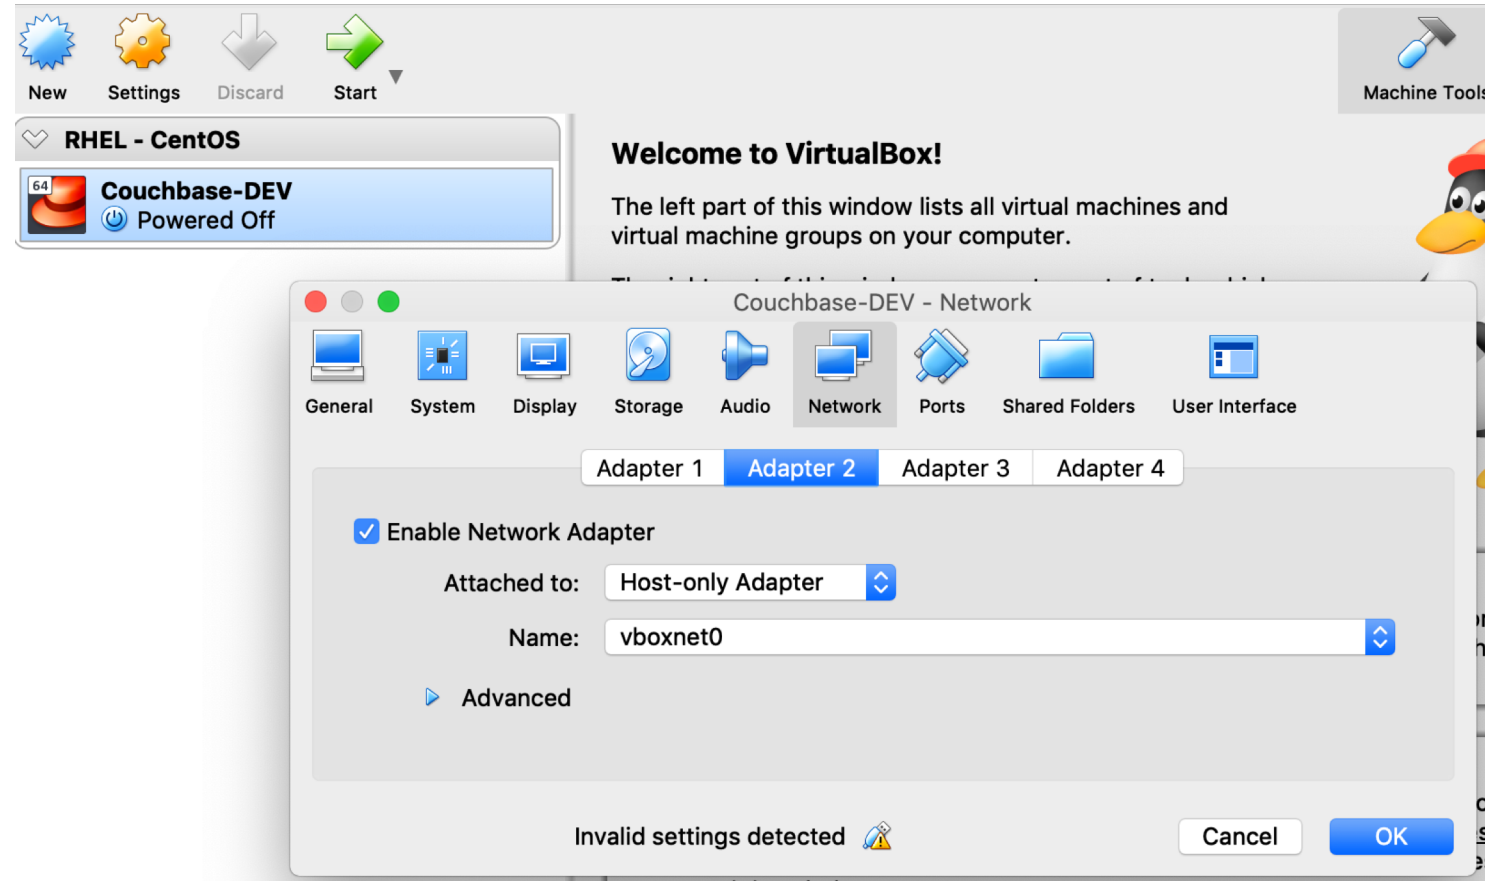 New Settings Discard Start Machine Tools
RHEL - CentOS
64
Couchbase-DEV
Powered Off
Welcome to VirtualBox!
The left part of this window lists all virtual machines and
virtual machine groups on your computer.
Couchbase-DEV - Network
General System Display Storage Audio Network Ports Shared Folders User Interface
Adapter 1 Adapter 2 Adapter 3 Adapter 4
Enable Network Adapter
Attached to: Host-only Adapter
Name: vboxnet0
Advanced
Invalid settings detected
Cancel OK